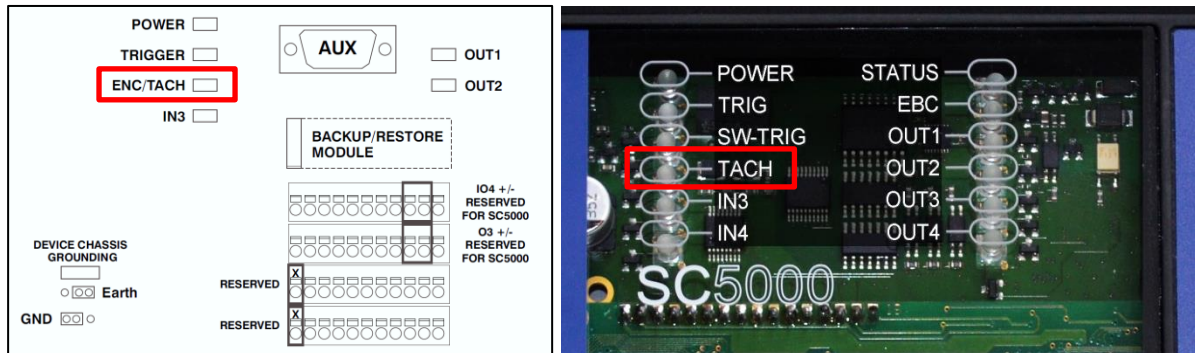 POWER
TRIGGER
ENC/TACH
IN3
AUX
OUT1
OUT2
BACKUP/RESTORE
MODULE
IO4 +/-
RESERVED
FOR SC5000
O3 +/-
RESERVED
FOR SC5000
DEVICE CHASSIS
GROUNDING
Earth
GND
X
RESERVED
X
RESERVED
POWER
TRIG
SW-TRIG
TACH
IN3
IN4
STATUS
EBC
OUT1
OUT2
OUT3
OUT4
SC5000